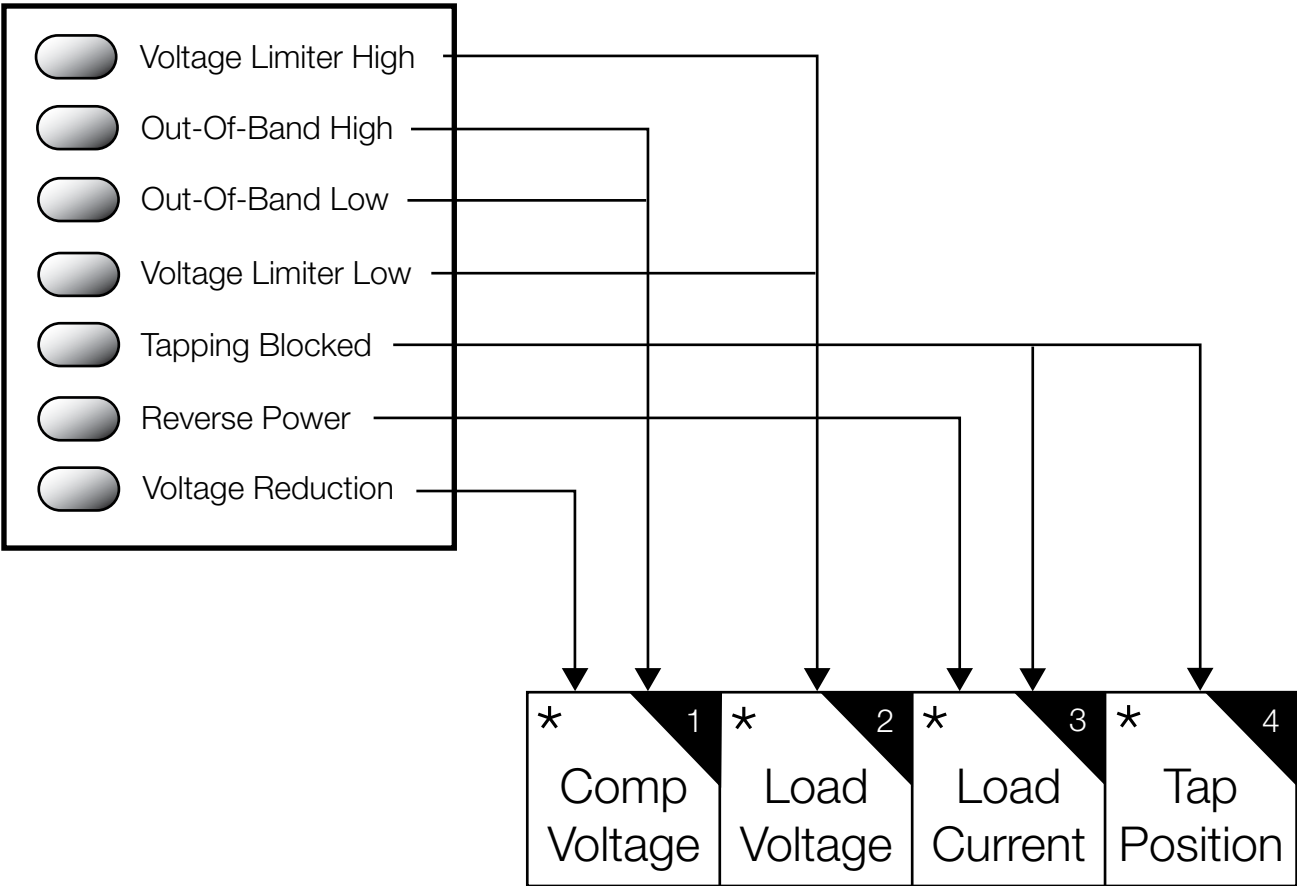 Voltage Limiter High
Out-Of-Band High
Out-Of-Band Low
Voltage Limiter Low
Tapping Blocked
Reverse Power
Voltage Reduction
* 1
Comp
Voltage
* 2
Load
Voltage
* 3
Load
Current
* 4
Tap
Position